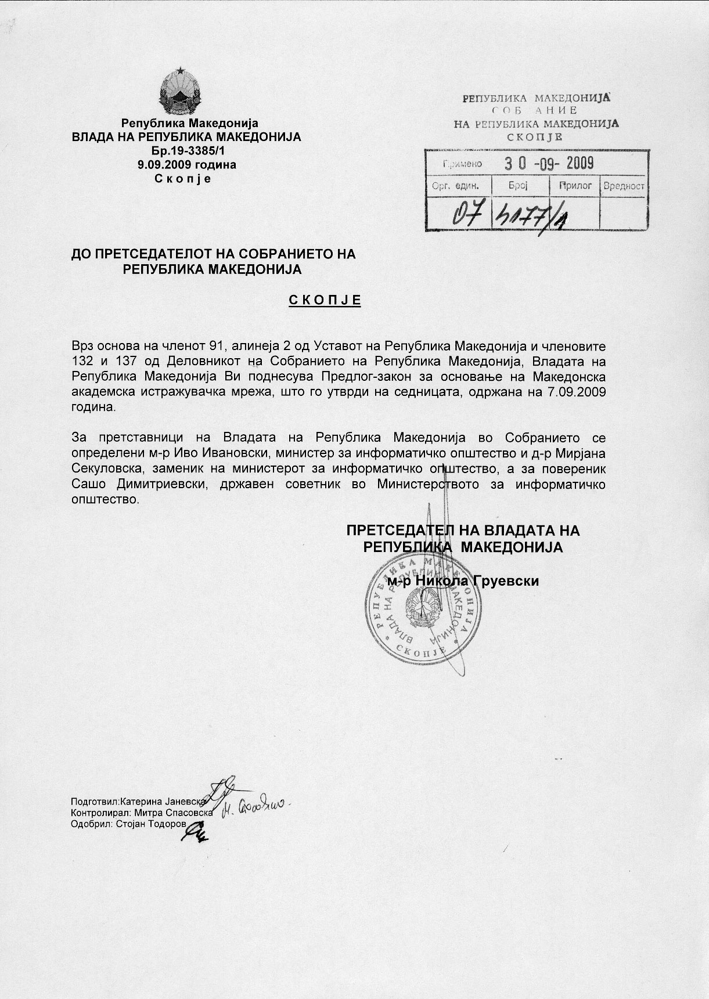 Република Македонија
ВЛАДА НА РЕПУБЛИКА МАКЕДОНИЈА
Бр.19-3385/1
9.09.2009 година
С к о п ј е
РЕПУБЛИКА МАКЕДОНИЈА
СОБ АНИЕ
НА РЕПУБЛИКА МАКЕДОНИЈА
СКОПЈЕ
Примено 30 -09- 2009
Орг. един. Број Прилог Вредност
07 4177/1
ДО ПРЕТСЕДАТЕЛОТ НА СОБРАНИЕТО НА
РЕПУБЛИКА МАКЕДОНИЈА
С К О П Ј Е
Врз основа на членот 91, алинеја 2 од Уставот на Република Македонија и членовите
132 и 137 од Деловникот на Собранието на Република Македонија, Владата на
Република Македонија Ви поднесува Предлог-закон за основање на Македонска
академска истражувачка мрежа, што го утврди на седницата, одржана на 7.09.2009
година.
За претставници на Владата на Република Македонија во Собранието се
определени м-р Иво Ивановски, министер за информатичко општество и д-р Мирјана
Секуловска, заменик на министерот за информатичко општество, а за повереник
Сашо Димитриевски, државен советник во Министерството за информатичко
општество.
ПРЕТСЕДАТЕЛ НА ВЛАДАТА НА
РЕПУБЛИКА МАКЕДОНИЈА
м-р Никола Груевски
РЕПУБЛИКА МАКЕДОНИЈА
ВЛАДА НА РЕПУБЛИКА МАКЕДОНИЈА
СКОПЈЕ
Подготвил:Катерина Јаневска
Контролирал: Митра Спасовска
Одобрил: Стојан Тодоров